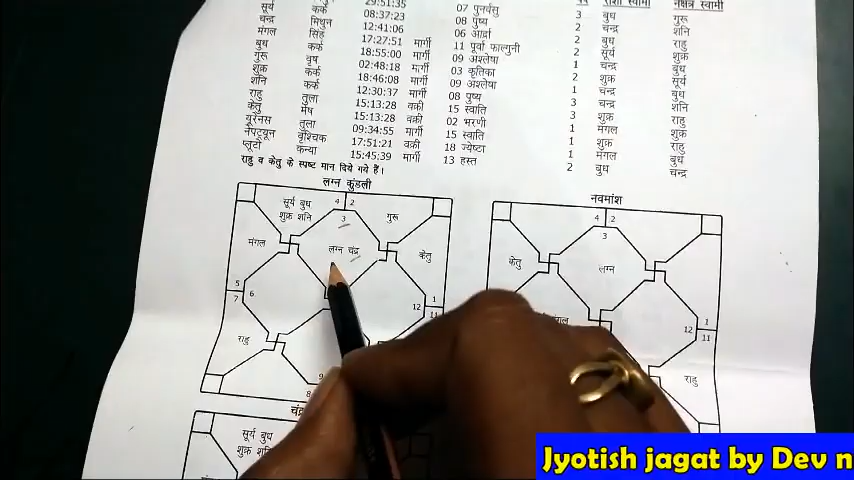 29:51:35 07 पुनर्वसु 3 बुध गुरू
सूर्य कर्क 08:37:23 08 पुष्य 2 चन्द्र शनि
चन्द्र मिथुन 12:41:06 06 आर्द्रा 2 बुध राहु
मंगल सिंह 17:27:51 मार्गी 11 पूर्वा फाल्गुनी 2 सूर्य शुक्र
बुध कर्क 18:55:00 मार्गी 09 अश्लेषा 1 चन्द्र बुध
गुरू वृष 02:48:18 मार्गी 03 कृतिका 2 शुक्र सूर्य
शुक्र कर्क 18:46:08 मार्गी 09 अश्लेषा 1 चन्द्र बुध
शनि कर्क 12:30:37 मार्गी 08 पुष्य 3 चन्द्र शनि
राहु तुला 15:13:28 वक्री 15 स्वाति 3 शुक्र राहु
केतु मेष 15:13:28 वक्री 02 भरणी 1 मंगल शुक्र
यूरेनस तुला 09:34:55 मार्गी 15 स्वाति 1 शुक्र राहु
नेपट्यून वृश्चिक 17:51:21 वक्री 18 ज्येष्टा 1 मंगल बुध
प्लूटो कन्या 15:45:39 मार्गी 13 हस्त 2 बुध चन्द्र
राहु व केतु के स्पष्ट मान दिये गये हैं।
लग्न कुंडली
सूर्य बुध 4 2
शुक्र शनि 3 गुरू
मंगल लग्न चंद्र केतु
5 1
7 6 12 11
राहु
9
8
नवमांश
4 2
3
केतु लग्न
1
12 11
राहु
सूर्य बुध
शुक्र शनि
Jyotish jagat by Dev n